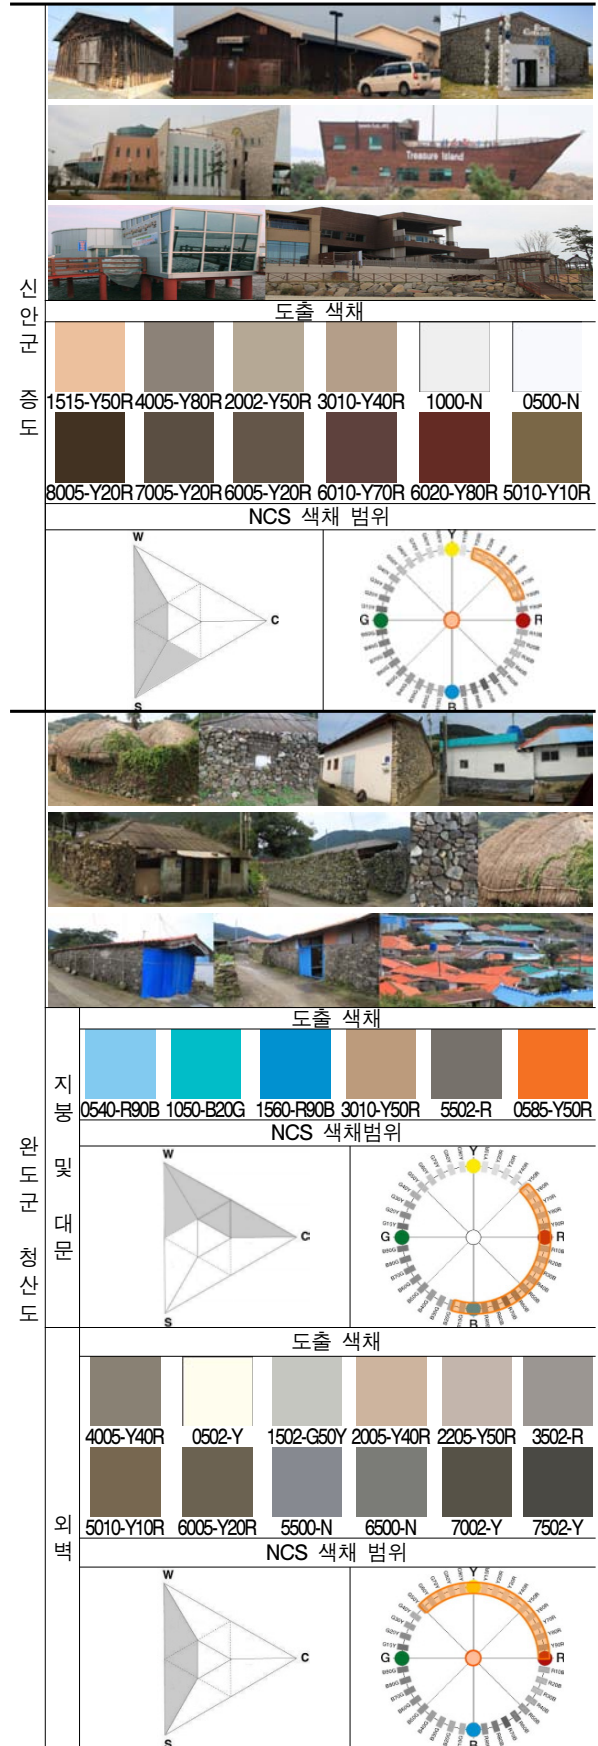 Treasure Island
신안군 증도
도출 색채
1515-Y50R 4005-Y80R 2002-Y50R 3010-Y40R 1000-N 0500-N
8005-Y20R 7005-Y20R 6005-Y20R 6010-Y70R 6020-Y80R 5010-Y10R
NCS 색채 범위
W
C
S
Y
G
R
B
완도군 청산도
지붕 및 대문
도출 색채
0540-R90B 1050-B20G 1560-R90B 3010-Y50R 5502-R 0585-Y50R
NCS 색채범위
W
C
S
Y
G
R
B
외벽
도출 색채
4005-Y40R 0502-Y 1502-G50Y 2005-Y40R 2205-Y50R 3502-R
5010-Y10R 6005-Y20R 5500-N 6500-N 7002-Y 7502-Y
NCS 색채 범위
W
C
S
Y
G
R
B